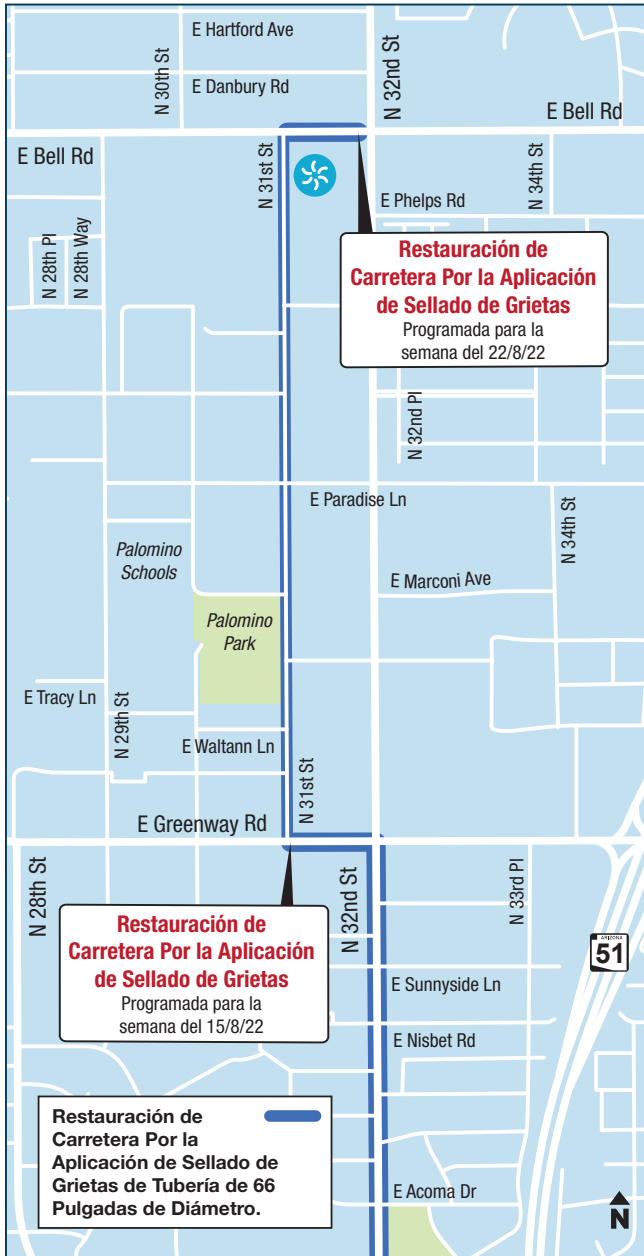 E Hartford Ave
N 30th St
N 32nd St
E Danbury Rd
E Bell Rd
E Bell Rd
N 31st St
N 34th St
E Phelps Rd
N 28th Pl
N 28th Way
Restauración de
Carretera Por la Aplicación
de Sellado de Grietas
Programada para la
semana del 22/8/22
N 32nd Pl
E Paradise Ln
N 34th St
Palomino
Schools
E Marconi Ave
Palomino
Park
E Tracy Ln
N 29th St
E Waltann Ln
N 31st St
E Greenway Rd
N 28th St
N 32nd St
N 33rd Pl
Restauración de
Carretera Por la Aplicación
de Sellado de Grietas
Programada para la
semana del 15/8/22
ARIZONA
51
E Sunnyside Ln
E Nisbet Rd
Restauración de
Carretera Por la
Aplicación de Sellado de
Grietas de Tubería de 66
Pulgadas de Diámetro.
E Acoma Dr
N